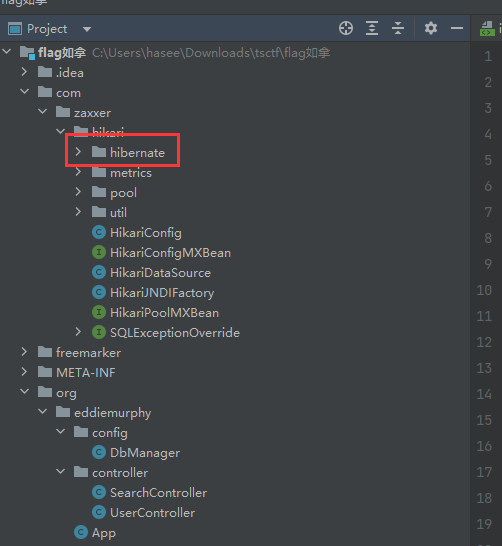 flag如拿
Project
flag如拿 C:\Users\hasee\Downloads\tsctf\flag如拿
.idea
com
zaxxer
hikari
hibernate
metrics
pool
util
HikariConfig
HikariConfigMXBean
HikariDataSource
HikariJNDIFactory
HikariPoolMXBean
SQLExceptionOverride
freemarker
META-INF
org
eddiemurphy
config
DbManager
controller
SearchController
UserController
App
1
2
3
4
5
6
7
8
9
10
11
12
13
14
15
16
17
18
19